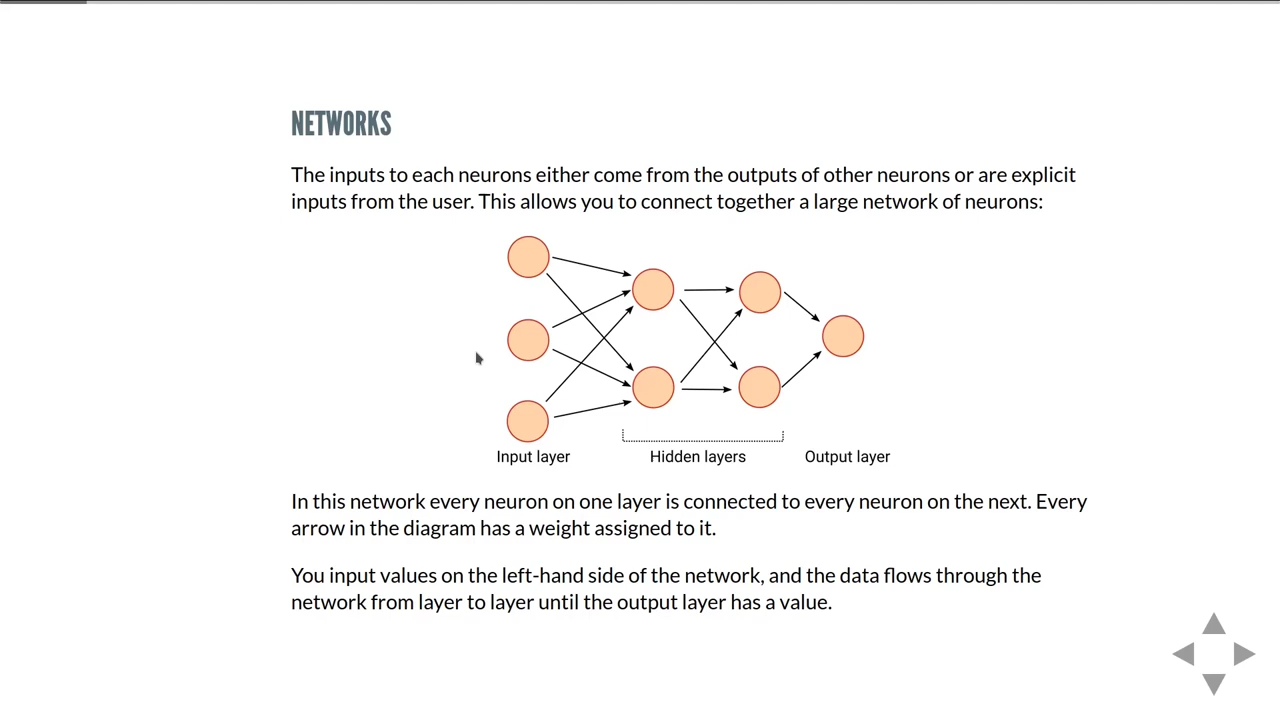 NETWORKS
The inputs to each neurons either come from the outputs of other neurons or are explicit
inputs from the user. This allows you to connect together a large network of neurons:
Input layer
Hidden layers
Output layer
In this network every neuron on one layer is connected to every neuron on the next. Every
arrow in the diagram has a weight assigned to it.
You input values on the left-hand side of the network, and the data flows through the
network from layer to layer until the output layer has a value.